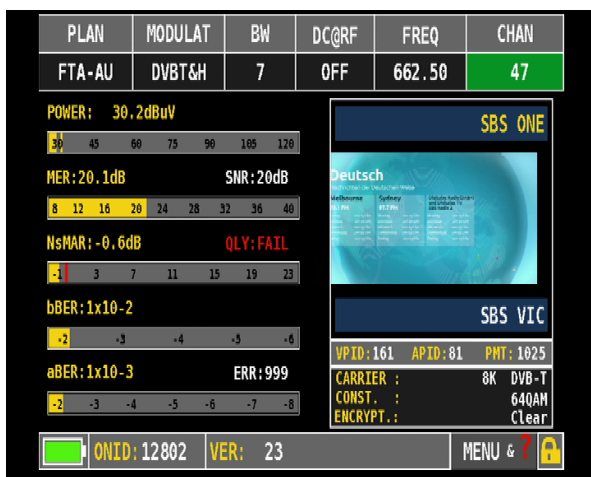 PLAN MODULAT BW DC@RF FREQ CHAN
FTA-AU DVBT&H 7 OFF 662.50 47
POWER: 30.2dBuV
30 45 60 75 90 105 120
MER:20.1dB SNR:20dB
8 12 16 20 24 28 32 36 40
NsMAR:-0.6dB QLY:FAIL
-1 3 7 11 15 19 23
bBER:1x10-2
-2 -3 -4 -5 -6
aBER:1x10-3 ERR:999
-2 -3 -4 -5 -6 -7 -8
SBS ONE
Deutsch
Nachrichten der Deutschen Welle
Melbourne Sydney
SBS VIC
VPID:161 APID:81 PMT:1025
CARRIER : 8K DVB-T
CONST. : 64QAM
ENCRYPT.: Clear
ONID:12802 VER: 23 MENU & ?